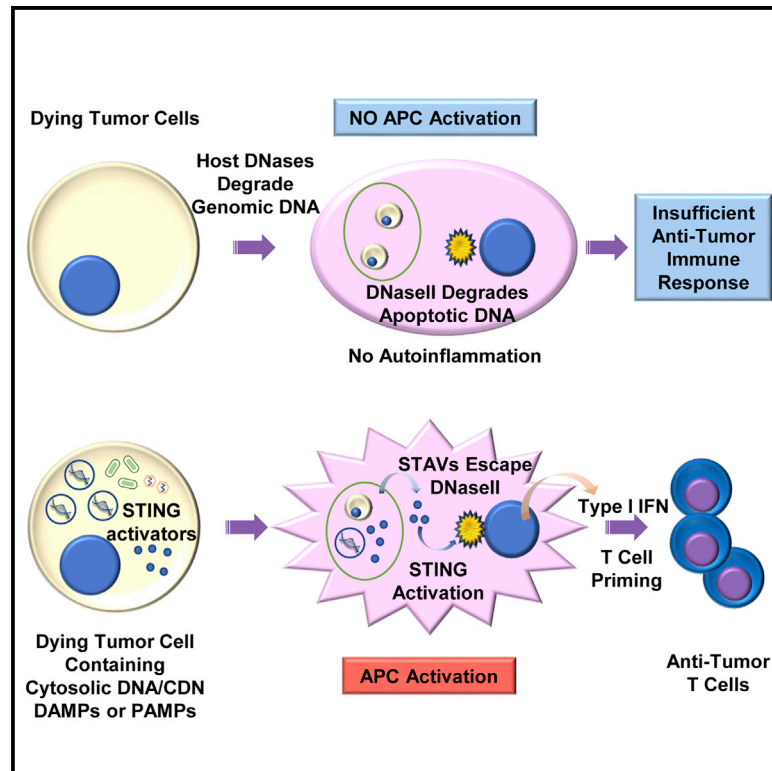 Dying Tumor Cells
NO APC Activation
Host DNases
Degrade
Genomic DNA
Insufficient
Anti-Tumor
Immune
Response
DNaseII Degrades
Apoptotic DNA
No Autoinflammation
STING
activators
STAVs Escape
DNaseII
STING
Activation
Type I IFN
T Cell
Priming
Dying Tumor Cell
Containing
Cytosolic DNA/CDN
DAMPs or PAMPs
APC Activation
Anti-Tumor
T Cells